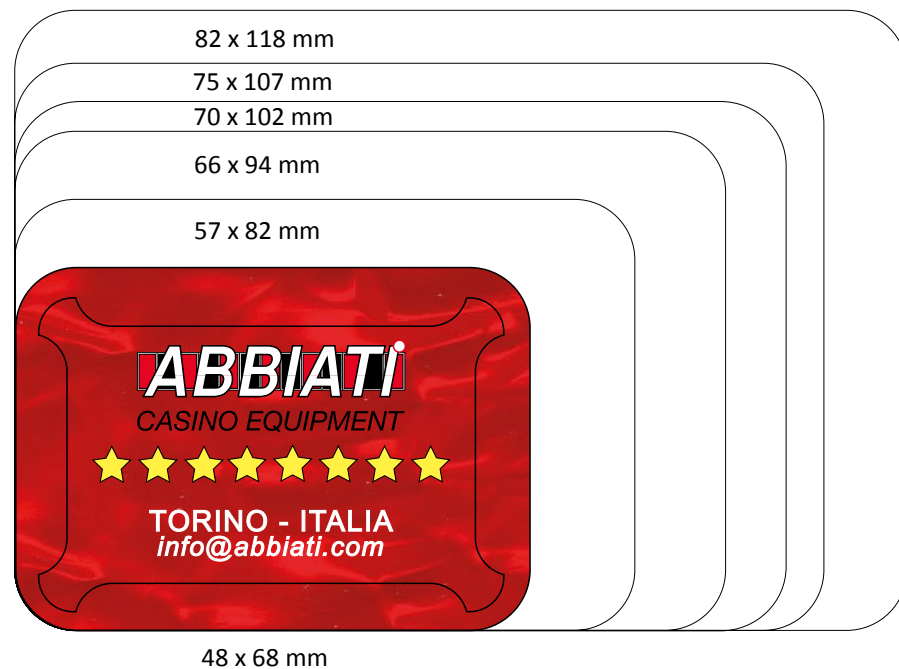 82 x 118 mm
75 x 107 mm
70 x 102 mm
66 x 94 mm
57 x 82 mm
ABBIATi
CASINO EQUIPMENT
TORINO - ITALIA
info@abbiati.com
48 x 68 mm